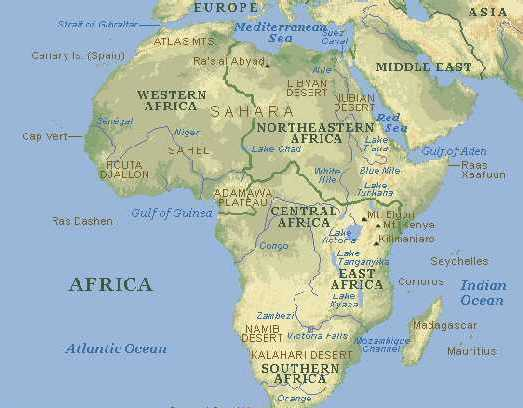 EUROPE
ASIA
Strait of Gibraltar
Mediterranean
Sea
Suez
Canal
ATLAS MTS.
Canary Is. (Spain)
Ra's al Abyad
Nile
MIDDLE EAST
LIBYAN
DESERT
WESTERN
AFRICA
SAHARA
NUBIAN
DESERT
Red
Sea
Senegal
NORTHEASTERN
AFRICA
Cap Vert
Niger
SAHEL
Lake Chad
Lake
Tana
Gulf of Aden
FOUTA
DJALLON
White
Nile
Blue Nile
Raas
Xaafuun
Lake
Turkana
ADAMAWA
PLATEAU
Ras Dashen
Gulf of Guinea
CENTRAL
AFRICA
Mt. Elgon
Mt. Kenya
Lake
Victoria
Kilimanjaro
Congo
Lake
Tanganyika
Seychelles
AFRICA
EAST
AFRICA
Indian
Ocean
Lake
Nyasa
Zambezi
Madagascar
NAMIB
DESERT
Victoria Falls
Mozambique
Channel
Mauritius
Atlantic Ocean
KALAHARI DESERT
SOUTHERN
AFRICA
Orange